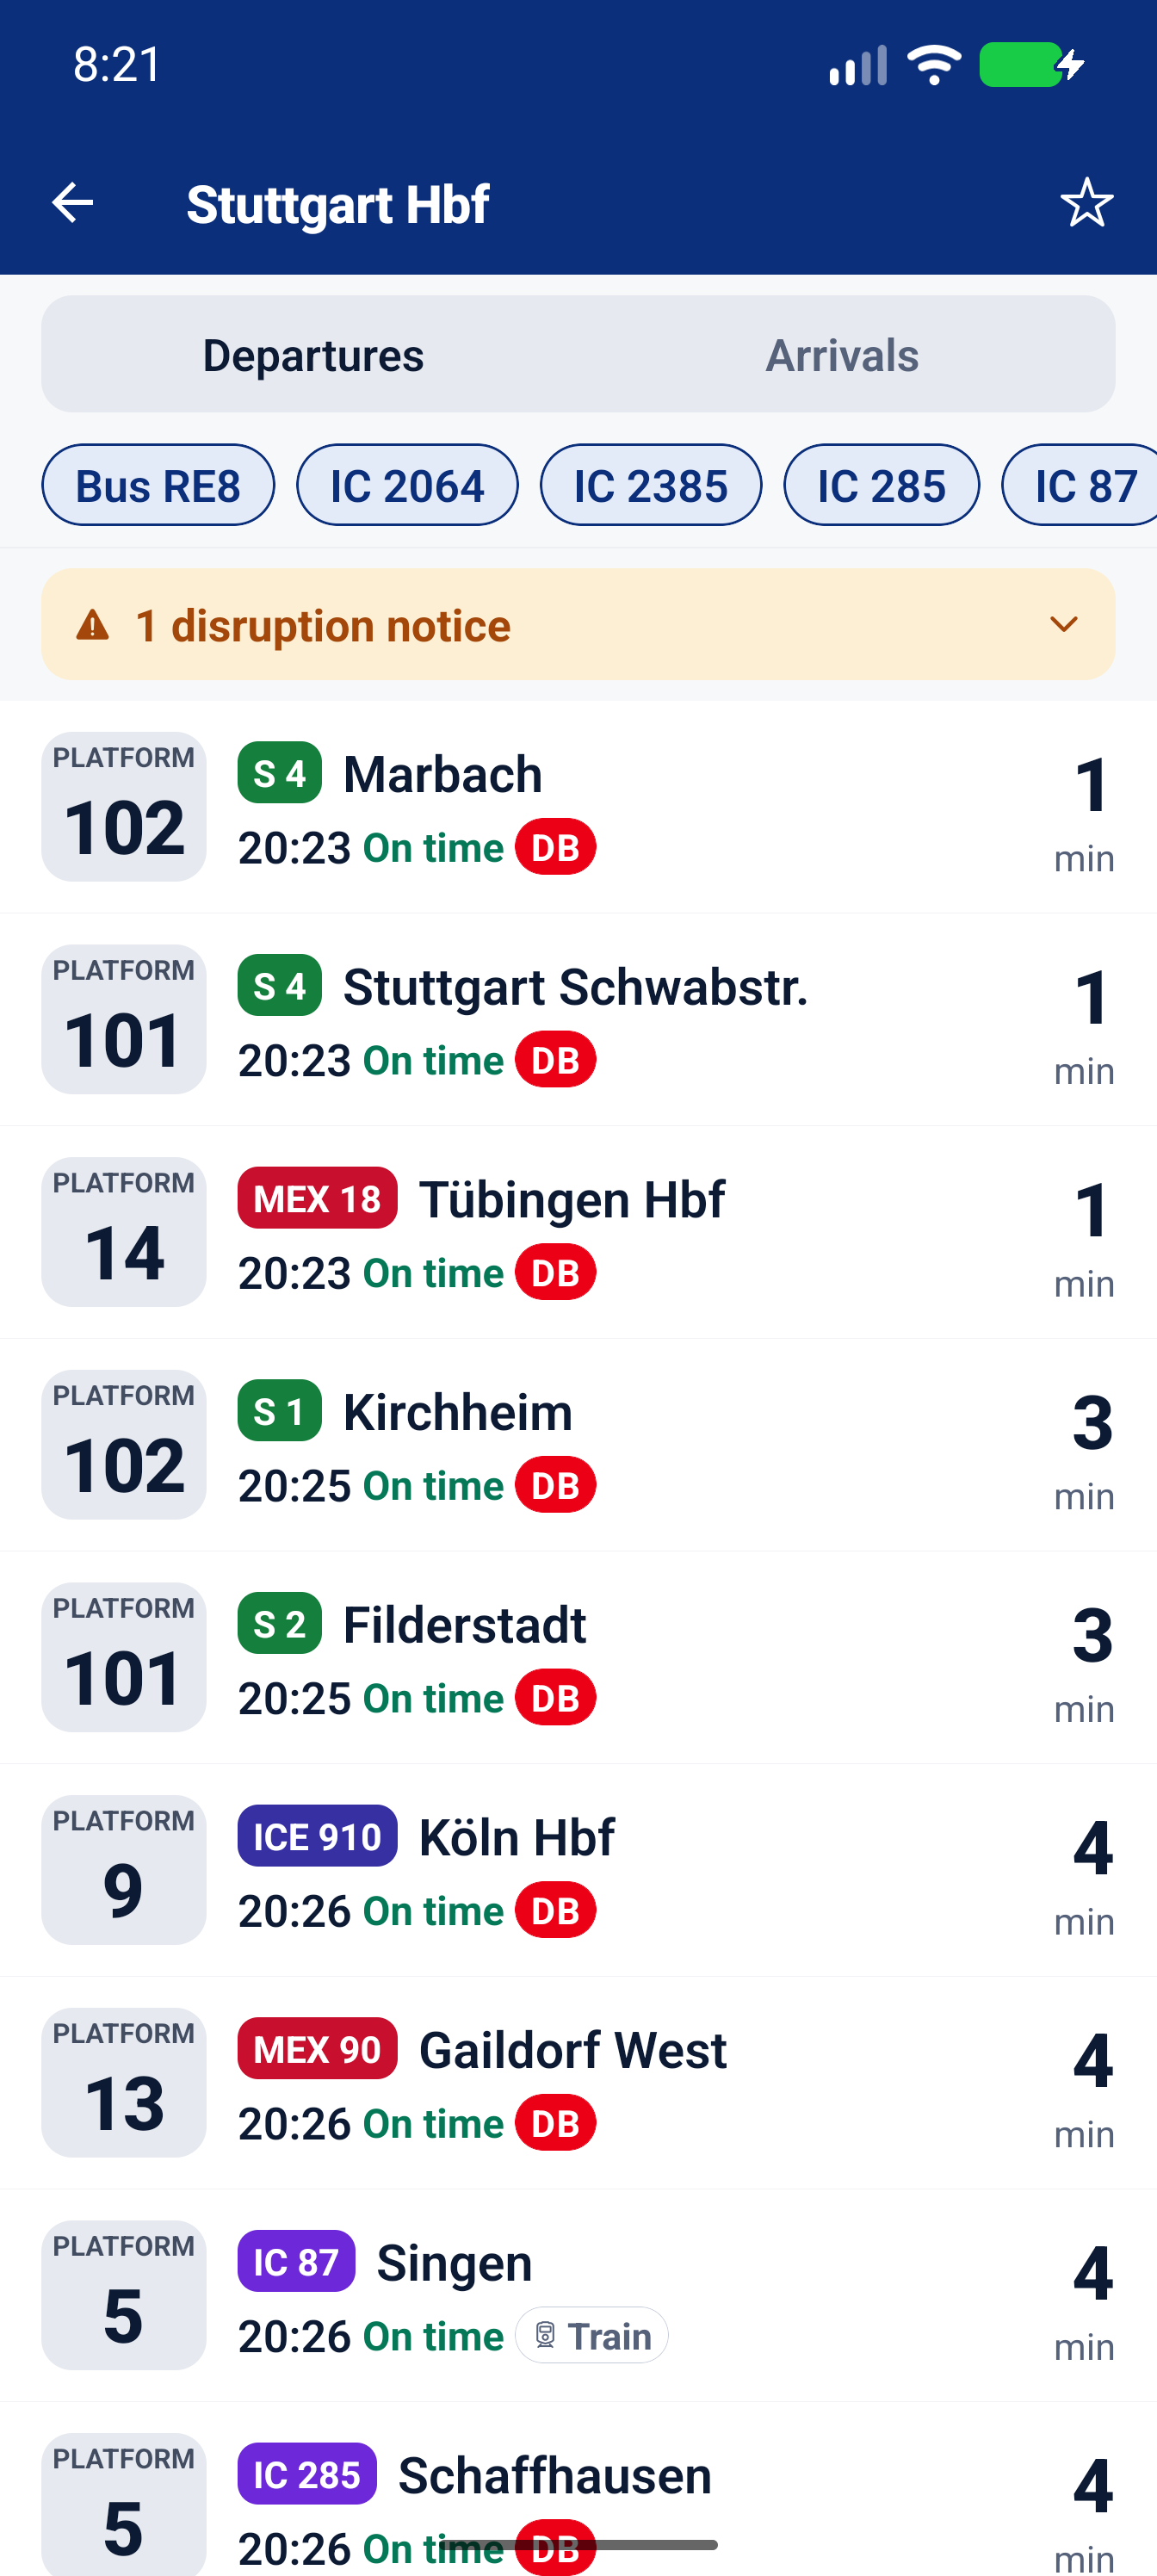 8:21
Stuttgart Hbf
Departures Arrivals
Bus RE8 IC 2064 IC 2385 IC 285 IC 87
1 disruption notice
PLATFORM
102
S 4 Marbach
20:23 On time DB
1
min
PLATFORM
101
S 4 Stuttgart Schwabstr.
20:23 On time DB
1
min
PLATFORM
14
MEX 18 Tübingen Hbf
20:23 On time DB
1
min
PLATFORM
102
S 1 Kirchheim
20:25 On time DB
3
min
PLATFORM
101
S 2 Filderstadt
20:25 On time DB
3
min
PLATFORM
9
ICE 910 Köln Hbf
20:26 On time DB
4
min
PLATFORM
13
MEX 90 Gaildorf West
20:26 On time DB
4
min
PLATFORM
5
IC 87 Singen
20:26 On time Train
4
min
PLATFORM
5
IC 285 Schaffhausen
20:26 On time DB
4
min